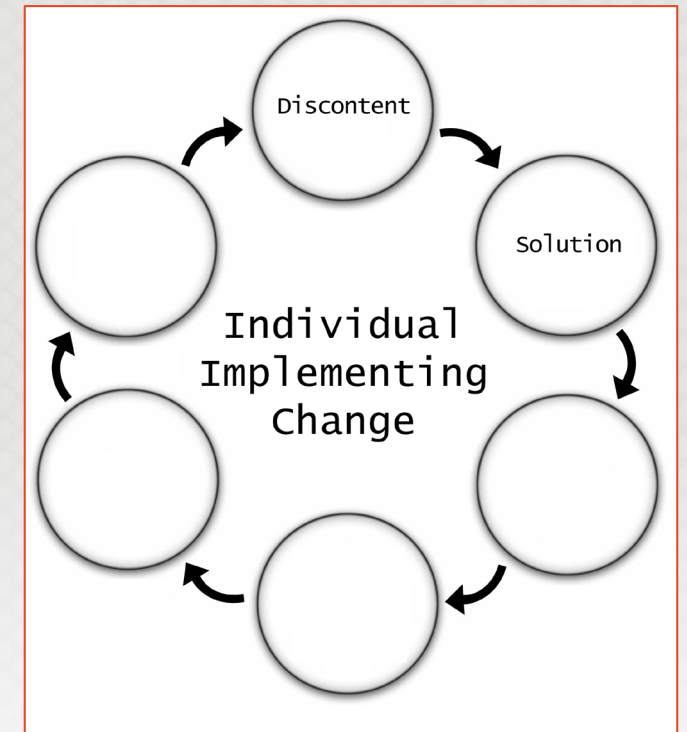 Discontent
Solution
Individual
Implementing
Change